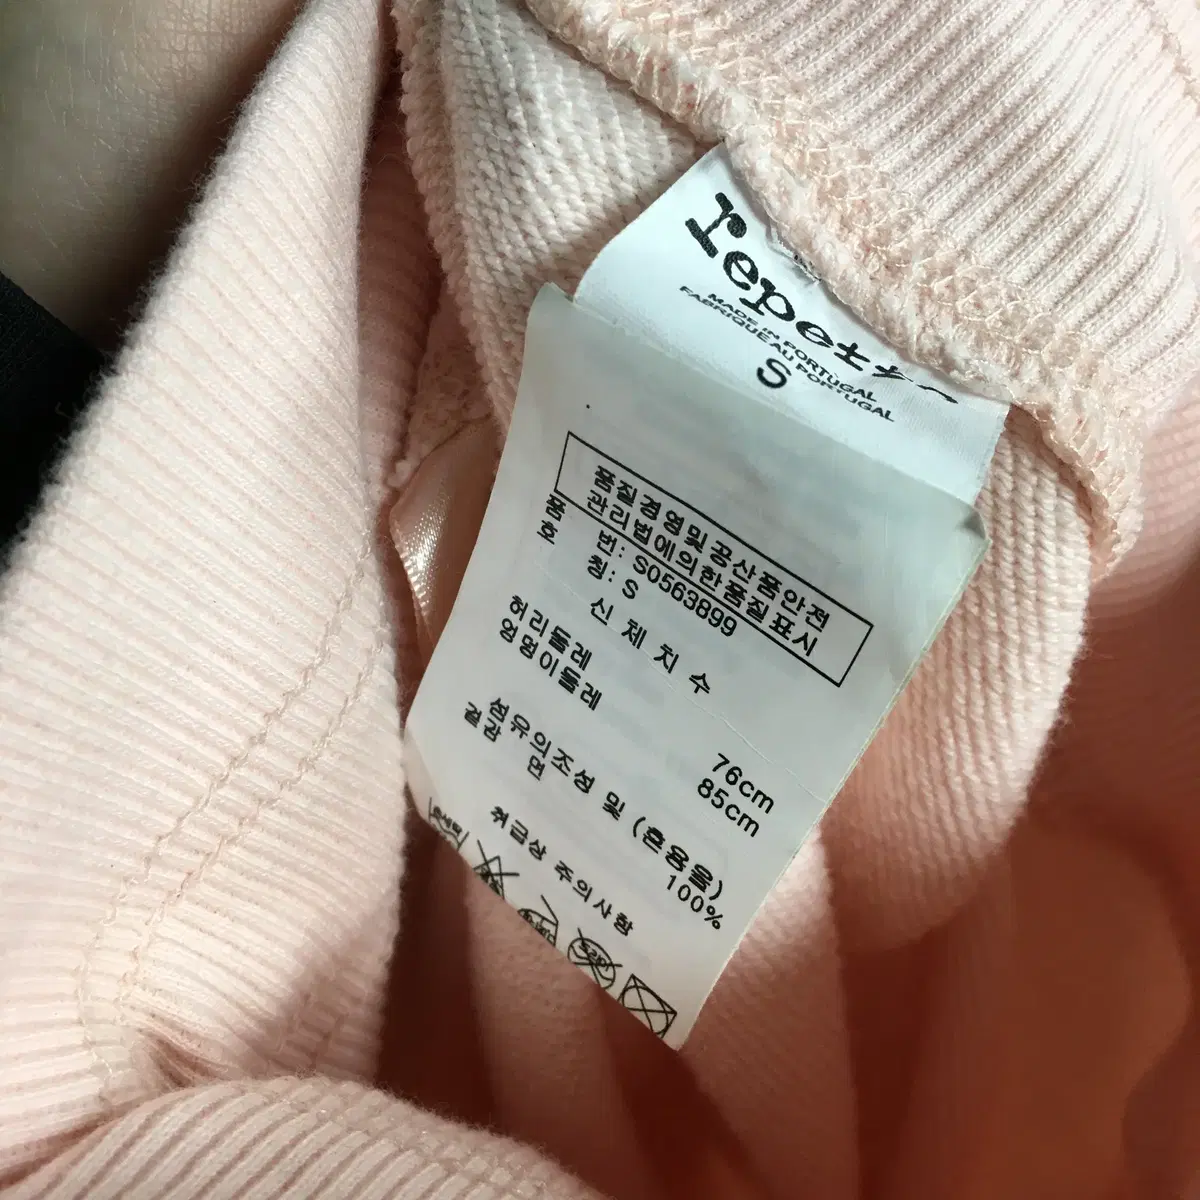 repetto
MADE IN PORTUGAL
FABRIQUE AU PORTUGAL
S
품질경영및공산품안전
관리법에의한품질표시
품 번: S0563899
호 칭: S
신 체 치 수
허리둘레 76cm
엉덩이둘레 85cm
섬유의조성 및 (혼용율)
겉감 면 100%
취급상 주의사항